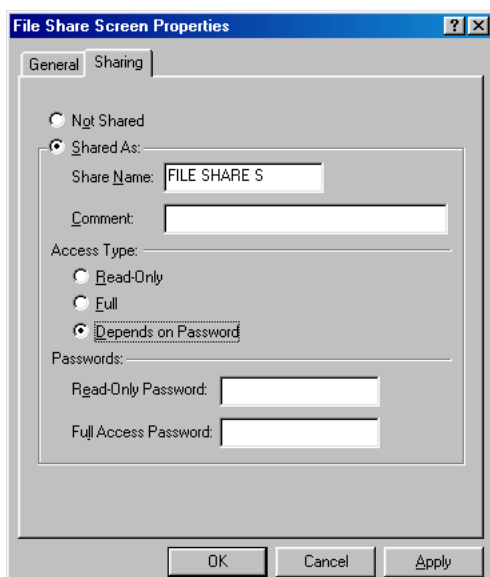 File Share Screen Properties
General Sharing
Not Shared
Shared As:
Share Name: FILE SHARE S
Comment:
Access Type:
Read-Only
Full
Depends on Password
Passwords:
Read-Only Password:
Full Access Password:
OK Cancel Apply